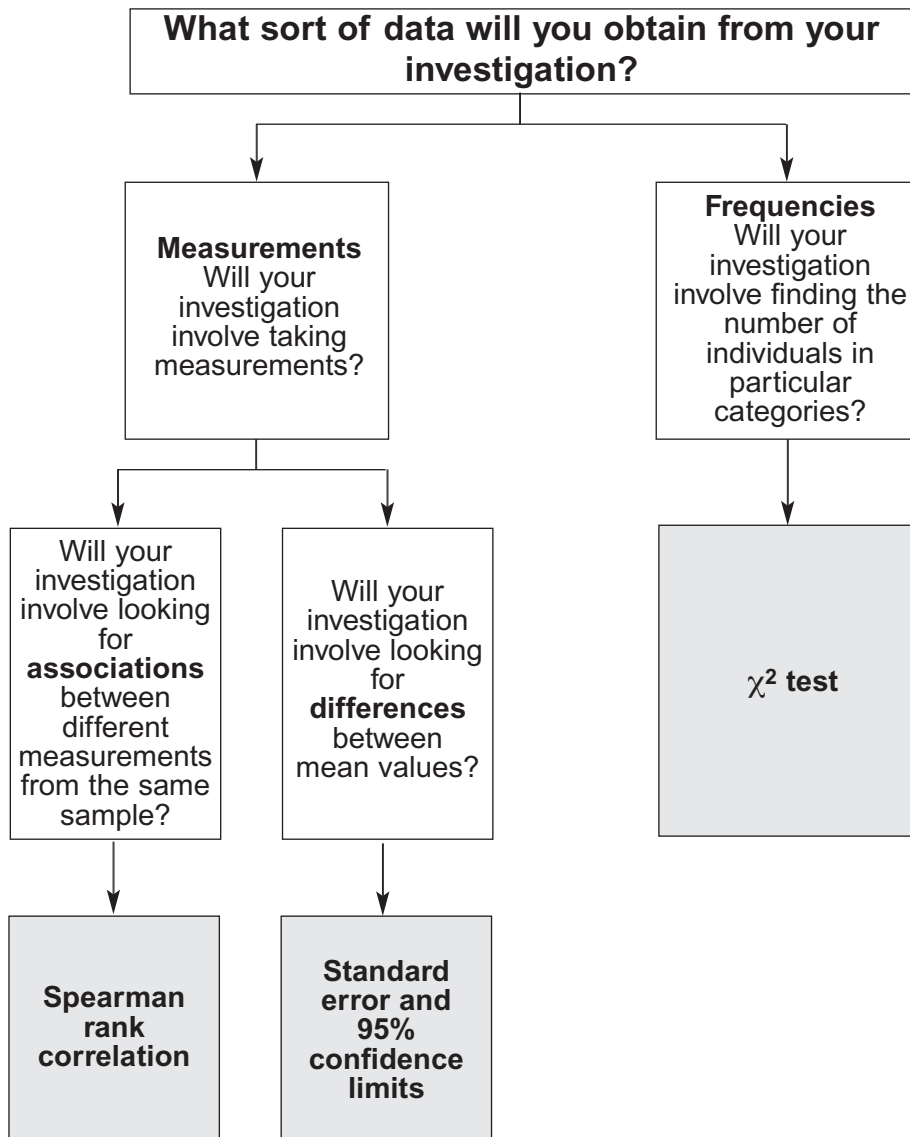 What sort of data will you obtain from your
investigation?
Measurements
Will your
investigation
involve taking
measurements?
Frequencies
Will your
investigation
involve finding the
number of
individuals in
particular
categories?
Will your
investigation
involve looking
for
associations
between
different
measurements
from the same
sample?
Will your
investigation
involve looking
for
differences
between
mean values?
χ² test
Spearman
rank
correlation
Standard
error and
95%
confidence
limits